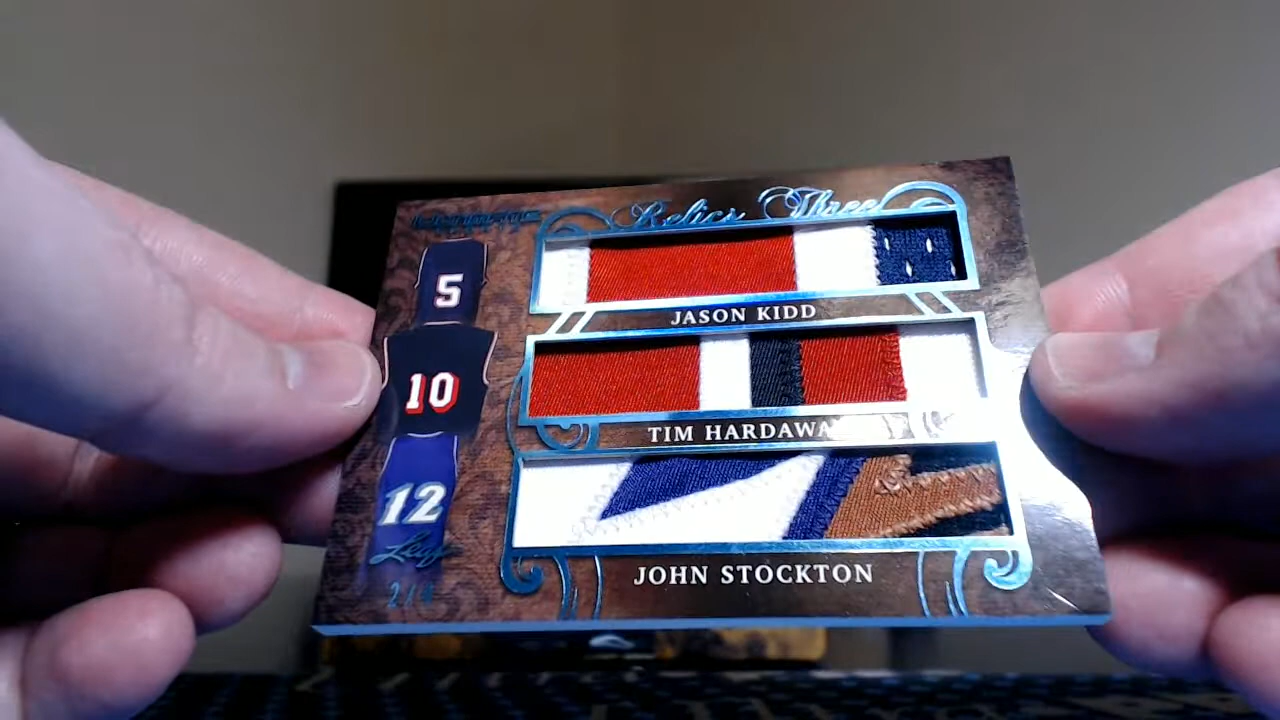 Relics Three
5
JASON KIDD
10
TIM HARDAWA
12
Leaf
JOHN STOCKTON